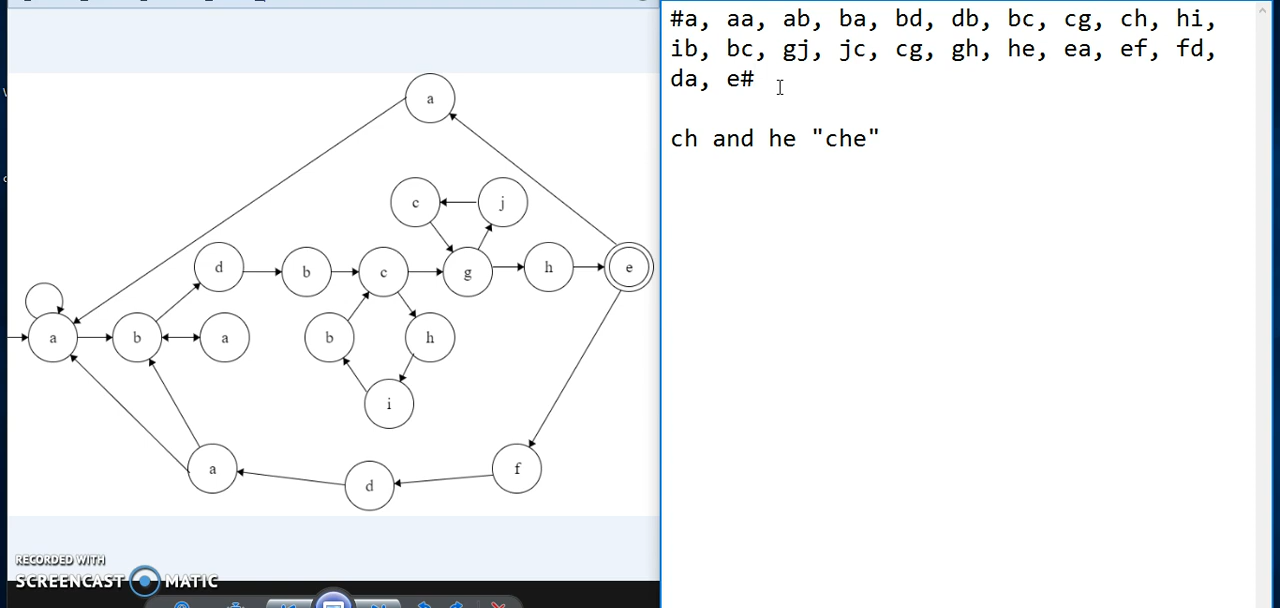 #a, aa, ab, ba, bd, db, bc, cg, ch, hi,
ib, bc, gj, jc, cg, gh, he, ea, ef, fd,
da, e#
ch and he "che"
a
c
j
d
b
c
g
h
e
a
b
a
b
h
i
a
d
f
RECORDED WITH
SCREENCAST MATIC